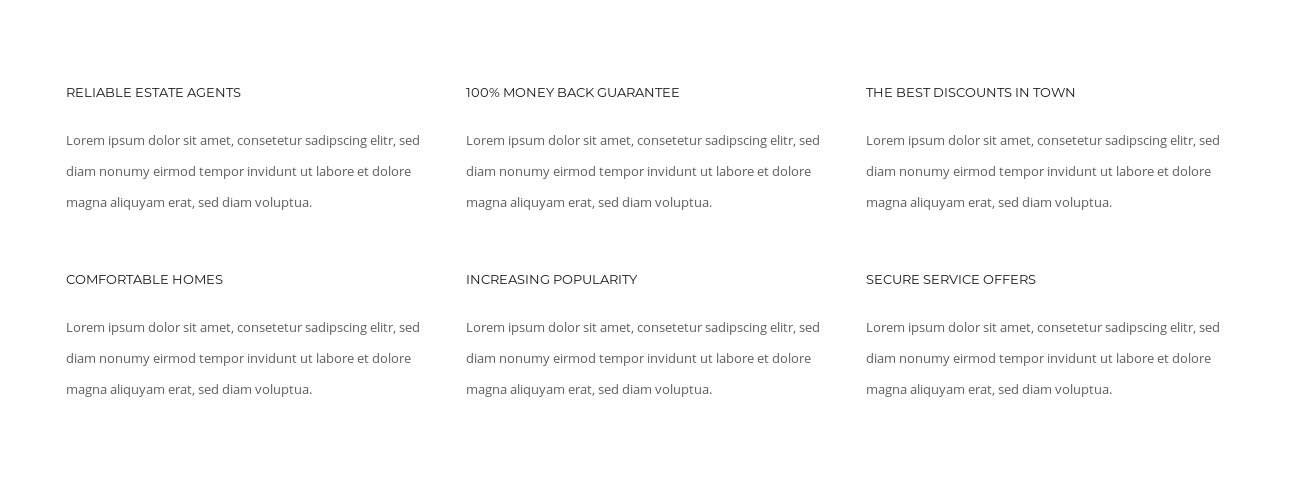 RELIABLE ESTATE AGENTS
Lorem ipsum dolor sit amet, consetetur sadipscing elitr, sed
diam nonumy eirmod tempor invidunt ut labore et dolore
magna aliquyam erat, sed diam voluptua.
100% MONEY BACK GUARANTEE
Lorem ipsum dolor sit amet, consetetur sadipscing elitr, sed
diam nonumy eirmod tempor invidunt ut labore et dolore
magna aliquyam erat, sed diam voluptua.
THE BEST DISCOUNTS IN TOWN
Lorem ipsum dolor sit amet, consetetur sadipscing elitr, sed
diam nonumy eirmod tempor invidunt ut labore et dolore
magna aliquyam erat, sed diam voluptua.
COMFORTABLE HOMES
Lorem ipsum dolor sit amet, consetetur sadipscing elitr, sed
diam nonumy eirmod tempor invidunt ut labore et dolore
magna aliquyam erat, sed diam voluptua.
INCREASING POPULARITY
Lorem ipsum dolor sit amet, consetetur sadipscing elitr, sed
diam nonumy eirmod tempor invidunt ut labore et dolore
magna aliquyam erat, sed diam voluptua.
SECURE SERVICE OFFERS
Lorem ipsum dolor sit amet, consetetur sadipscing elitr, sed
diam nonumy eirmod tempor invidunt ut labore et dolore
magna aliquyam erat, sed diam voluptua.